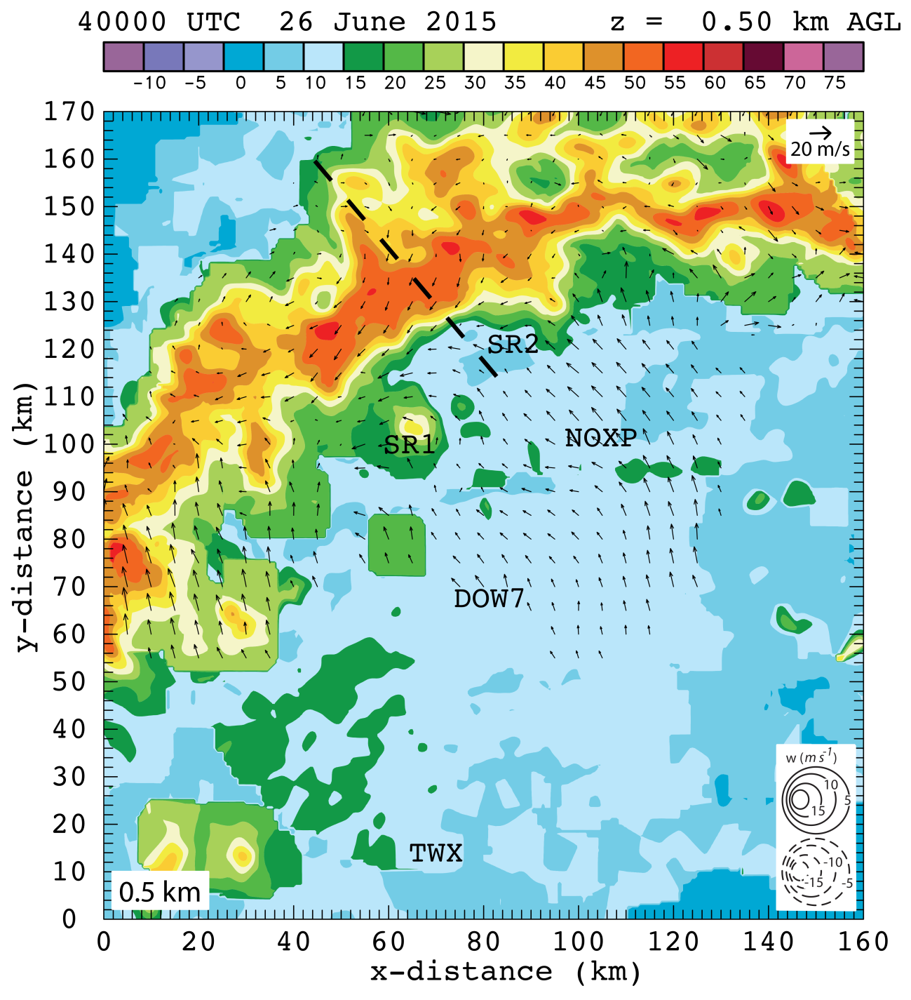 40000 UTC 26 June 2015 z = 0.50 km AGL
-10 -5 0 5 10 15 20 25 30 35 40 45 50 55 60 65 70 75
170
160
150
140
130
120
110
100
90
80
70
60
50
40
30
20
10
0
y-distance (km)
20 m/s
SR2
SR1
NOXP
DOW7
TWX
w (m s-1)
10
5
15
-10
-15
-5
0.5 km
0 20 40 60 80 100 120 140 160
x-distance (km)